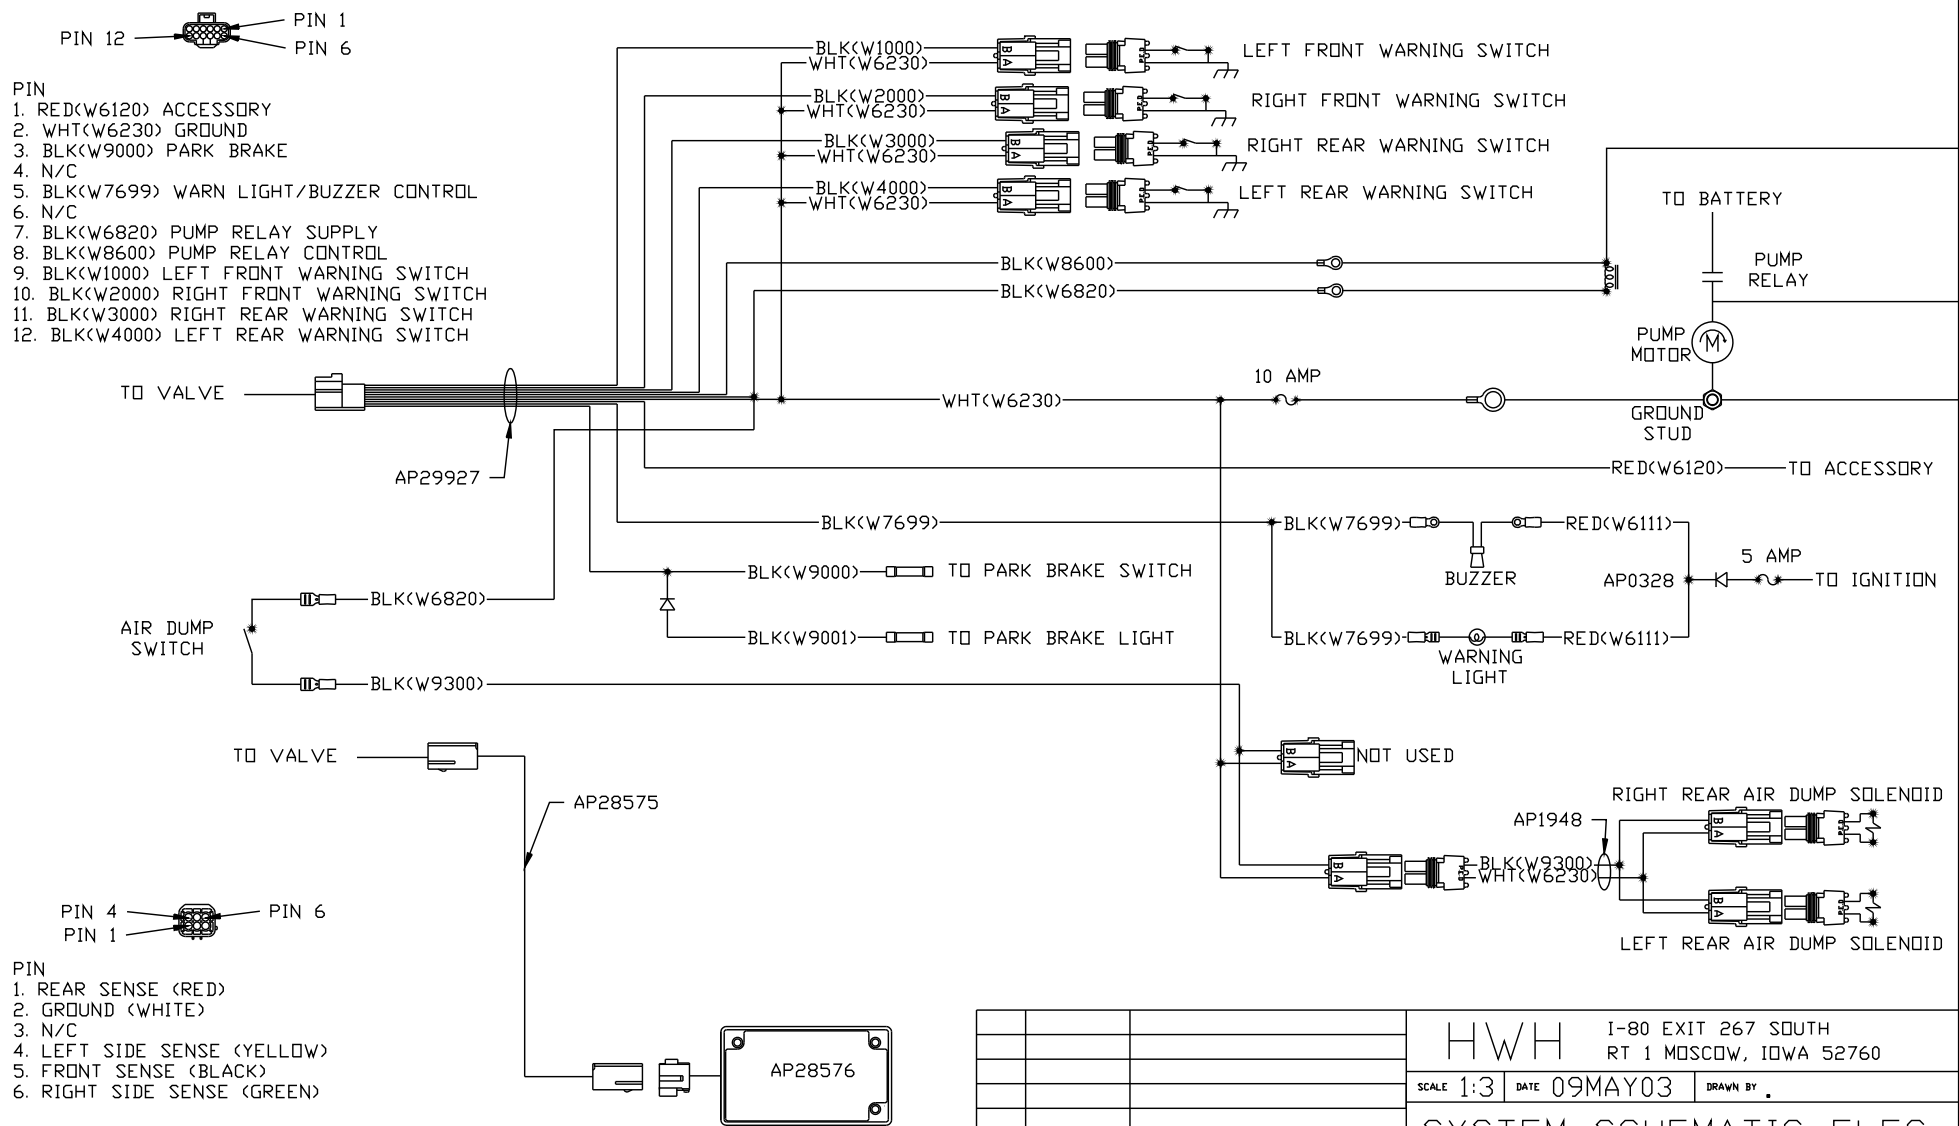 PIN 1
PIN 12
PIN 6
PIN
1. RED(W6120) ACCESSORY
2. WHT(W6230) GROUND
3. BLK(W9000) PARK BRAKE
4. N/C
5. BLK(W7699) WARN LIGHT/BUZZER CONTROL
6. N/C
7. BLK(W6820) PUMP RELAY SUPPLY
8. BLK(W8600) PUMP RELAY CONTROL
9. BLK(W1000) LEFT FRONT WARNING SWITCH
10. BLK(W2000) RIGHT FRONT WARNING SWITCH
11. BLK(W3000) RIGHT REAR WARNING SWITCH
12. BLK(W4000) LEFT REAR WARNING SWITCH
BLK(W1000)
WHT(W6230)
B
A
LEFT FRONT WARNING SWITCH
BLK(W2000)
WHT(W6230)
B
A
RIGHT FRONT WARNING SWITCH
BLK(W3000)
WHT(W6230)
B
A
RIGHT REAR WARNING SWITCH
BLK(W4000)
WHT(W6230)
B
A
LEFT REAR WARNING SWITCH
TO BATTERY
BLK(W8600)
BLK(W6820)
PUMP
RELAY
PUMP
MOTOR
M
TO VALVE
10 AMP
WHT(W6230)
GROUND
STUD
AP29927
RED(W6120)
TO ACCESSORY
BLK(W7699)
BLK(W7699)
RED(W6111)
BUZZER
5 AMP
AP0328
TO IGNITION
BLK(W9000)
TO PARK BRAKE SWITCH
BLK(W6820)
AIR DUMP
SWITCH
BLK(W9001)
TO PARK BRAKE LIGHT
BLK(W7699)
RED(W6111)
WARNING
LIGHT
BLK(W9300)
TO VALVE
B
A
NOT USED
AP28575
RIGHT REAR AIR DUMP SOLENOID
B
A
AP1948
B
A
BLK(W9300)
WHT(W6230)
B
A
LEFT REAR AIR DUMP SOLENOID
PIN 4
PIN 6
PIN 1
PIN
1. REAR SENSE (RED)
2. GROUND (WHITE)
3. N/C
4. LEFT SIDE SENSE (YELLOW)
5. FRONT SENSE (BLACK)
6. RIGHT SIDE SENSE (GREEN)
AP28576
HWH
I-80 EXIT 267 SOUTH
RT 1 MOSCOW, IOWA 52760
SCALE 1:3
DATE 09MAY03
DRAWN BY .
SYSTEM SCHEMATIC ELEC